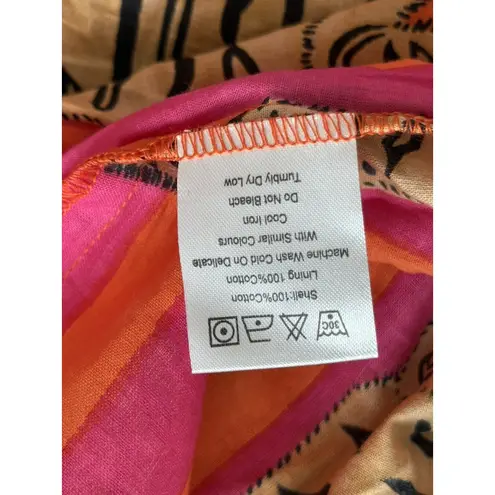 30C
Shell:100%Cotton
Lining 100%Cotton
Machine Wash Cold On Delicate
With Similar Colours
Cool Iron
Do Not Bleach
Tumbly Dry Low